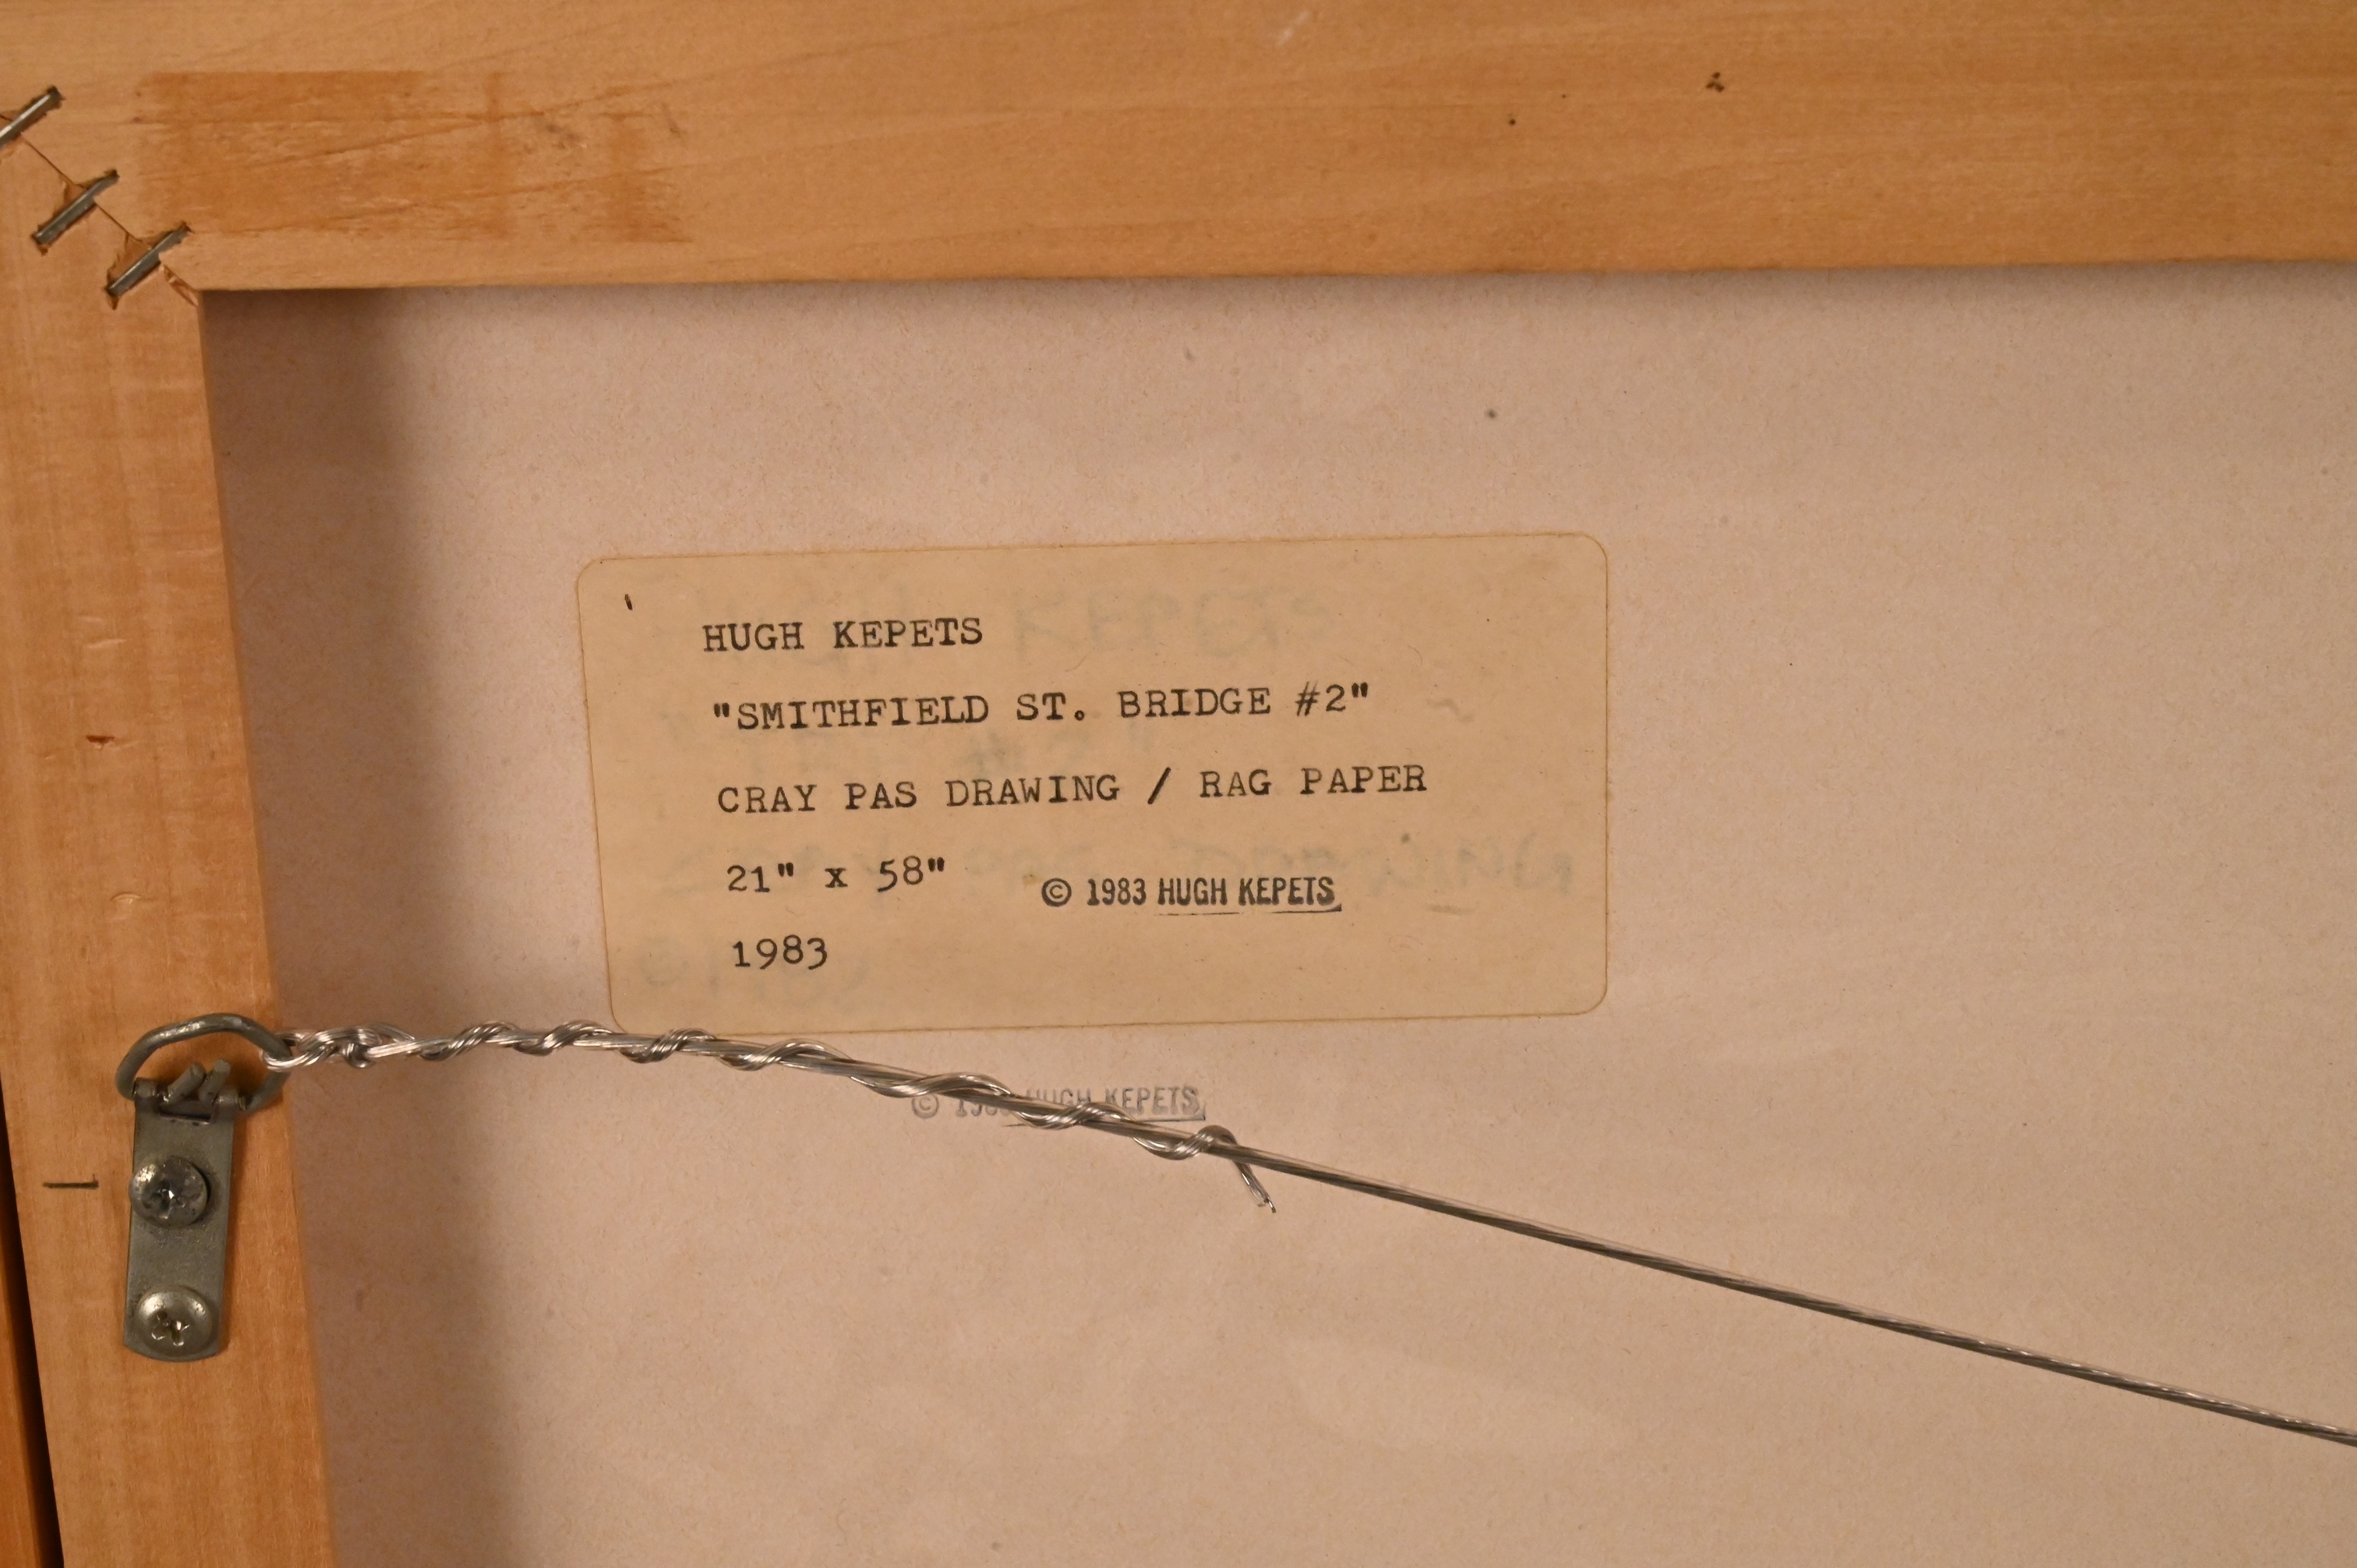 HUGH KEPETS
"SMITHFIELD ST. BRIDGE #2"
CRAY PAS DRAWING / RAG PAPER
21" x 58"
© 1983 HUGH KEPETS
1983
© HUGH KEPETS